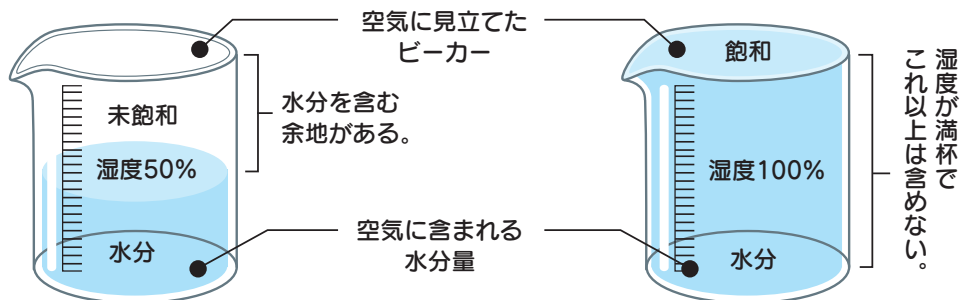 空気に見立てた
ビーカー
未飽和
湿度50%
水分
水分を含む
余地がある。
空気に含まれる
水分量
飽和
湿度100%
水分
湿度が満杯で
これ以上は含めない。